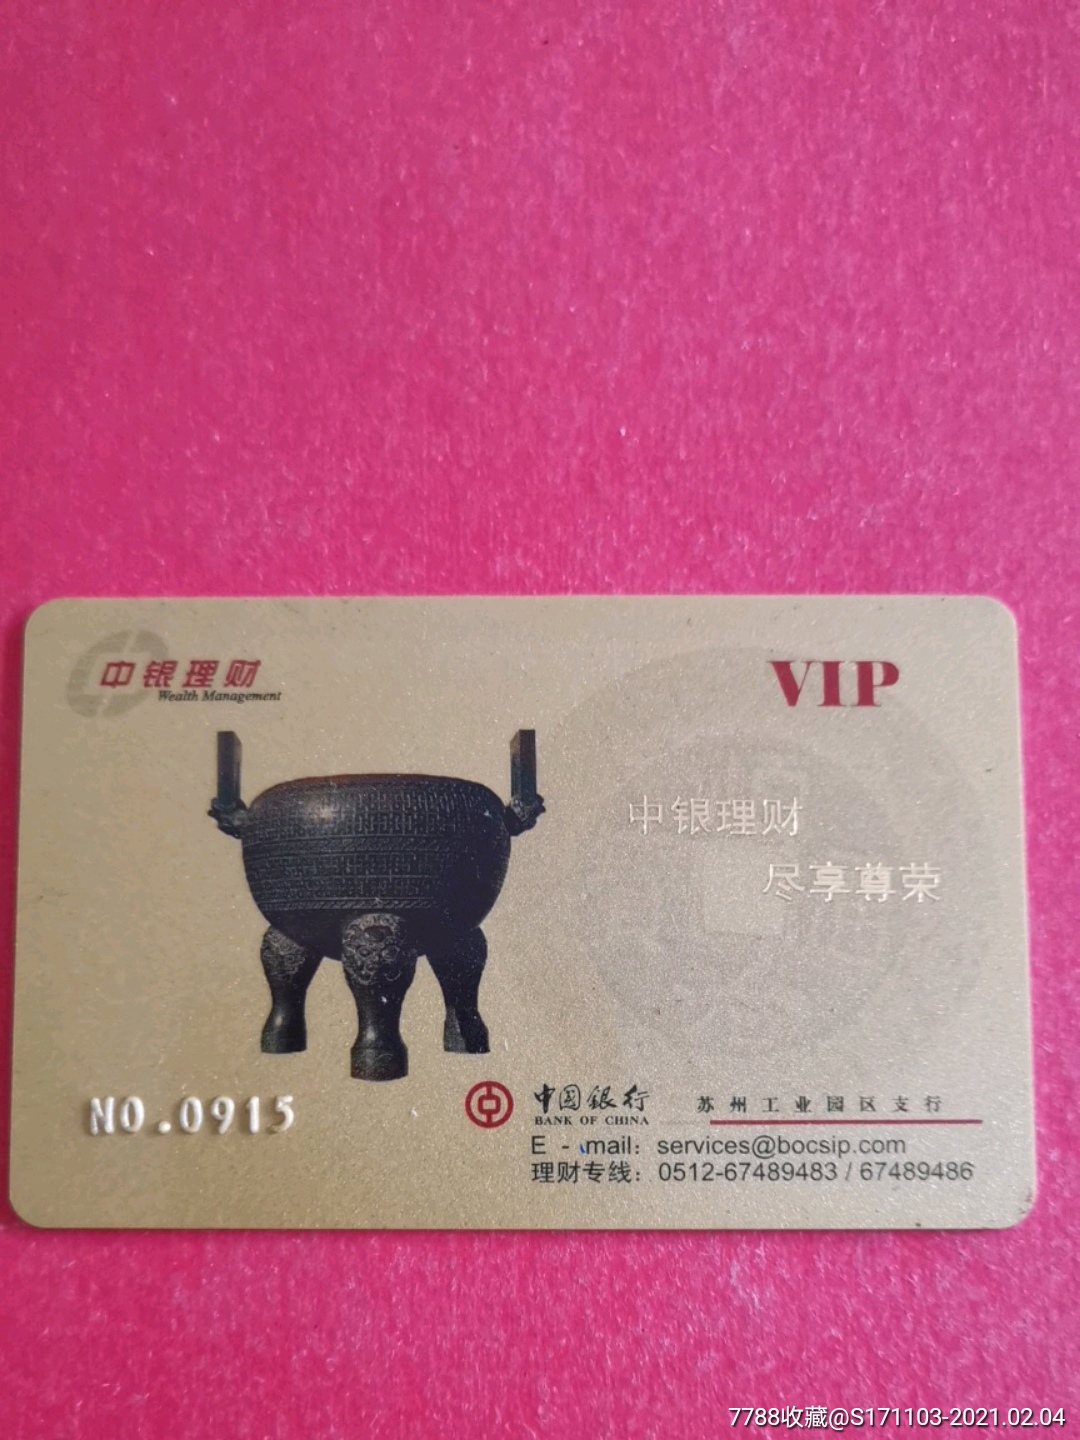 中银理财
Wealth Management
VIP
中银理财
尽享尊荣
NO.0915
中国银行 苏州工业园区支行
BANK OF CHINA
E - mail: services@bocsip.com
理财专线: 0512-67489483 / 67489486
7788收藏@S171103-2021.02.04